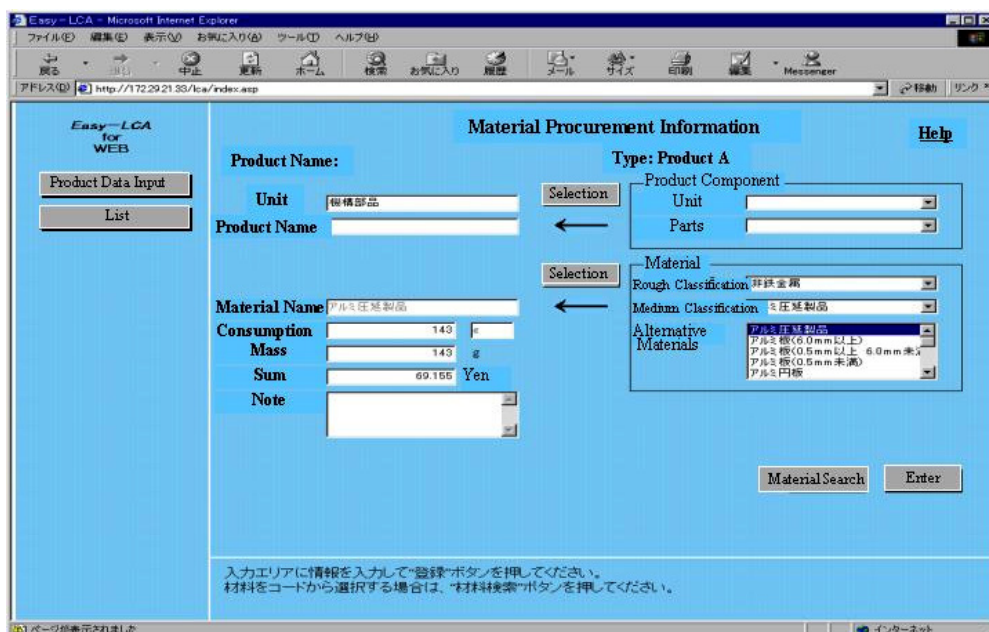 Easy-LCA - Microsoft Internet Explorer
ファイル(F) 編集(E) 表示(V) お気に入り(A) ツール(T) ヘルプ(H)
戻る 中止 更新 ホーム 検索 お気に入り 履歴 メール サイズ 印刷 編集 Messenger
アドレス(D) http://172.29.21.33/lca/index.asp 移動 リンク
Easy-LCA
for
WEB
Product Data Input
List
Material Procurement Information
Help
Product Name:
Type: Product A
Unit 機構部品
Product Name
Selection
Product Component
Unit
Parts
Selection
Material
Rough Classification 非鉄金属
Medium Classification ミ圧延製品
Alternative
Materials
アルミ圧延製品
アルミ板(6.0mm以上)
アルミ板(0.5mm以上 6.0mm未
アルミ板(0.5mm未満)
アルミ円板
Material Name アルミ圧延製品
Consumption 143 g
Mass 143 g
Sum 69.155 Yen
Note
Material Search
Enter
入力エリアに情報を入力して"登録"ボタンを押してください。
材料をコードから選択する場合は、"材料検索"ボタンを押してください。
ページが表示されました
インターネット